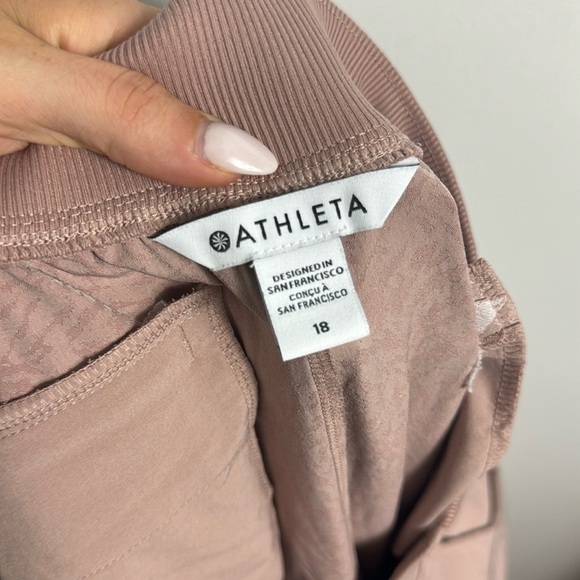 ATHLETA
DESIGNED IN
SAN FRANCISCO
CONÇU À
SAN FRANCISCO
18